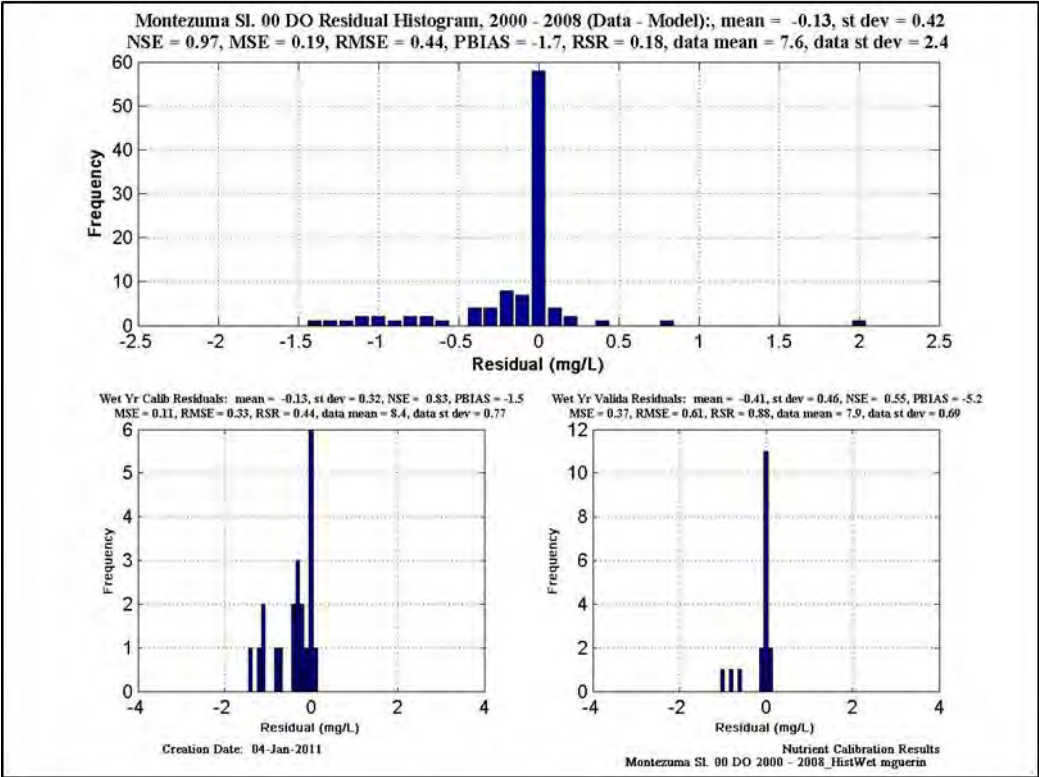 Montezuma Sl. 00 DO Residual Histogram, 2000 - 2008 (Data - Model):, mean = -0.13, st dev = 0.42
NSE = 0.97, MSE = 0.19, RMSE = 0.44, PBIAS = -1.7, RSR = 0.18, data mean = 7.6, data st dev = 2.4
60
50
40
30
20
10
0
Frequency
-2.5 -2 -1.5 -1 -0.5 0 0.5 1 1.5 2 2.5
Residual (mg/L)
Wet Yr Calib Residuals: mean = -0.13, st dev = 0.32, NSE = 0.83, PBIAS = -1.5
MSE = 0.11, RMSE = 0.33, RSR = 0.44, data mean = 8.4, data st dev = 0.77
6
5
4
3
2
1
0
Frequency
-4 -2 0 2 4
Residual (mg/L)
Wet Yr Valida Residuals: mean = -0.41, st dev = 0.46, NSE = 0.55, PBIAS = -5.2
MSE = 0.37, RMSE = 0.61, RSR = 0.88, data mean = 7.9, data st dev = 0.69
12
10
8
6
4
2
0
Frequency
-4 -2 0 2 4
Residual (mg/L)
Creation Date: 04-Jan-2011
Nutrient Calibration Results
Montezuma Sl. 00 DO 2000 - 2008_HistWet mguerin